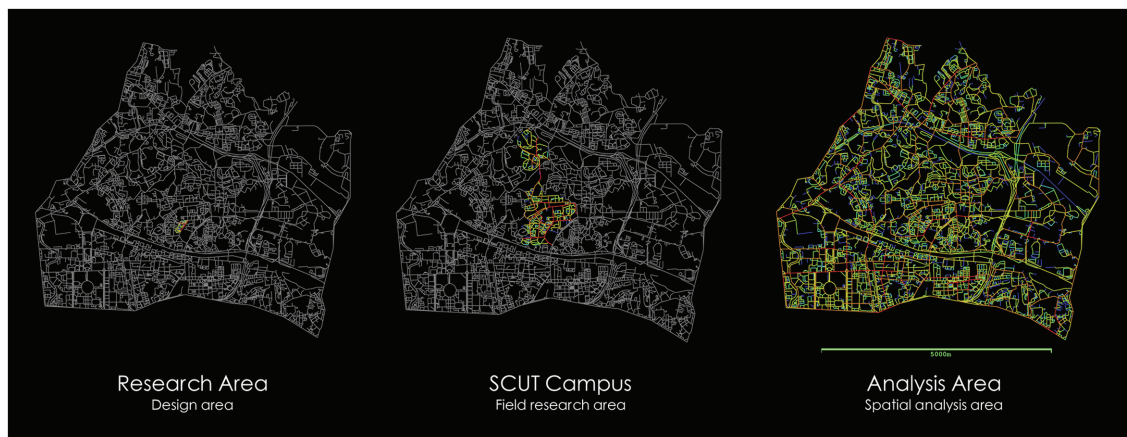 5000m
Research Area
Design area
SCUT Campus
Field research area
Analysis Area
Spatial analysis area